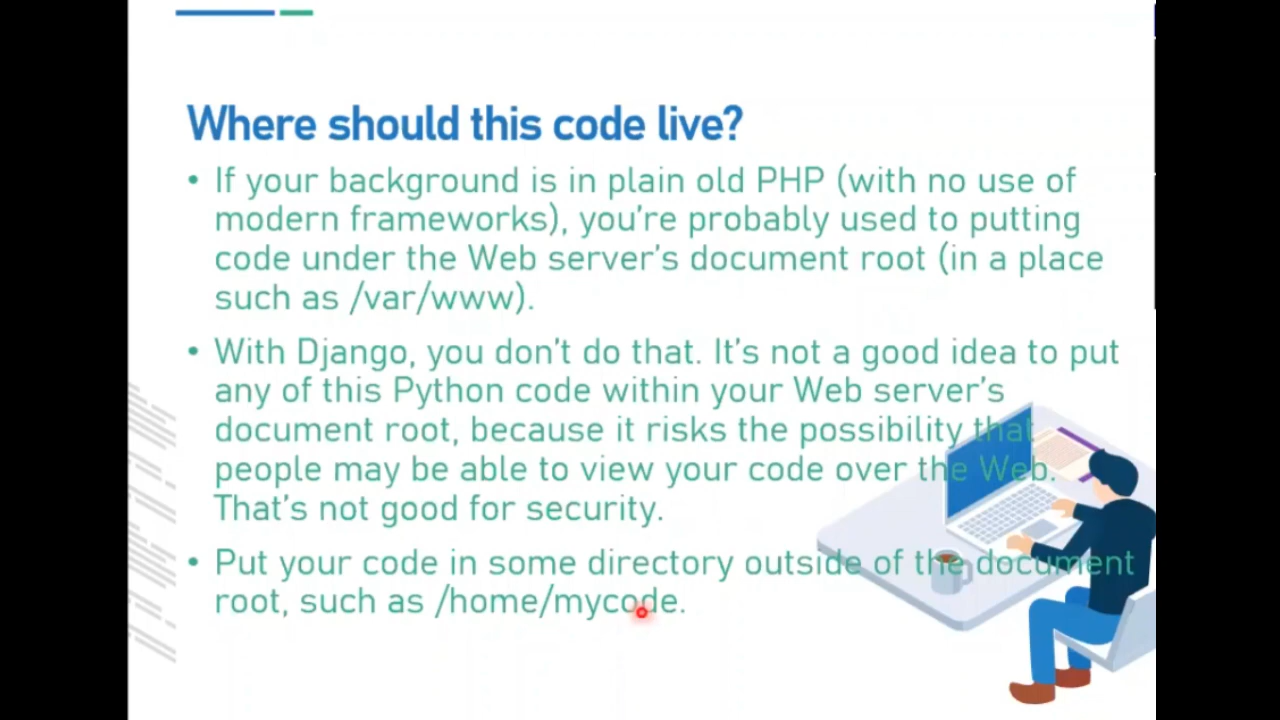 Where should this code live?
• If your background is in plain old PHP (with no use of
modern frameworks), you’re probably used to putting
code under the Web server’s document root (in a place
such as /var/www).
• With Django, you don’t do that. It’s not a good idea to put
any of this Python code within your Web server’s
document root, because it risks the possibility that
people may be able to view your code over the Web.
That’s not good for security.
• Put your code in some directory outside of the document
root, such as /home/mycode.